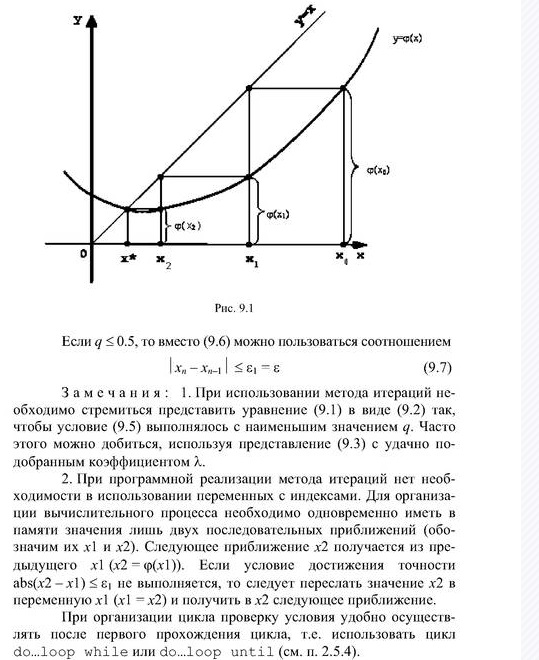 y
y=x
y=φ(x)
φ(x₀)
φ(x₁)
φ(x₂)
0
x*
x₂
x₁
x
Рис. 9.1
Если q ≤ 0.5, то вместо (9.6) можно пользоваться соотношением
|xₙ – xₙ₋₁| ≤ ε₁ = ε (9.7)
З а м е ч а н и я : 1. При использовании метода итераций не-
обходимо стремиться представить уравнение (9.1) в виде (9.2) так,
чтобы условие (9.5) выполнялось с наименьшим значением q. Часто
этого можно добиться, используя представление (9.3) с удачно по-
добранным коэффициентом λ.
2. При программной реализации метода итераций нет необ-
ходимости в использовании переменных с индексами. Для организа-
ции вычислительного процесса необходимо одновременно иметь в
памяти значения лишь двух последовательных приближений (обо-
значим их x1 и x2). Следующее приближение x2 получается из пре-
дыдущего x1 (x2 = φ(x1)). Если условие достижения точности
abs(x2 – x1) ≤ ε₁ не выполняется, то следует переслать значение x2 в
переменную x1 (x1 = x2) и получить в x2 следующее приближение.
При организации цикла проверку условия удобно осуществ-
лять после первого прохождения цикла, т.е. использовать цикл
do…loop while или do…loop until (см. п. 2.5.4).